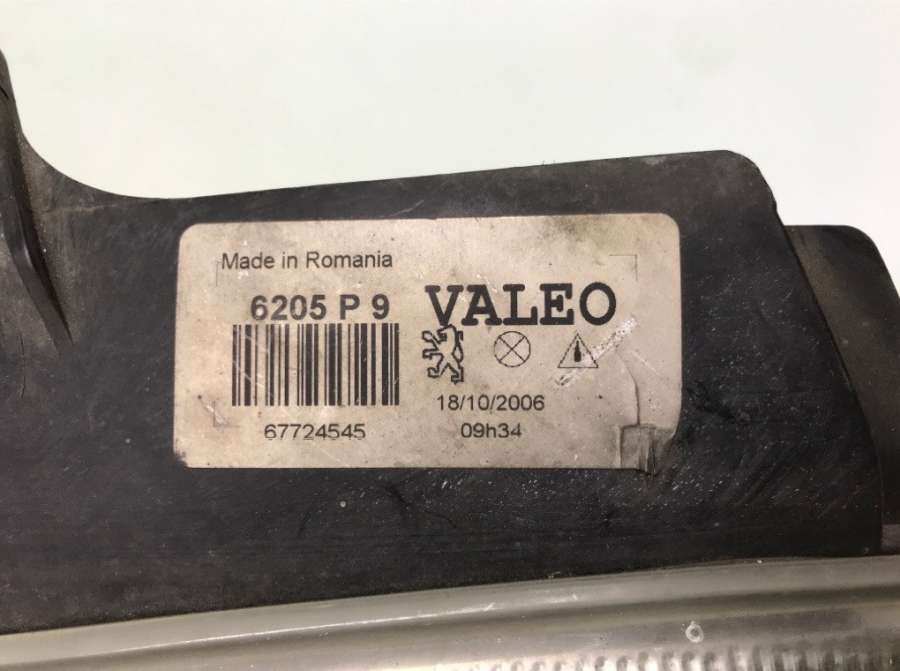 Made in Romania
6205 P 9
VALEO
67724545
18/10/2006
09h34